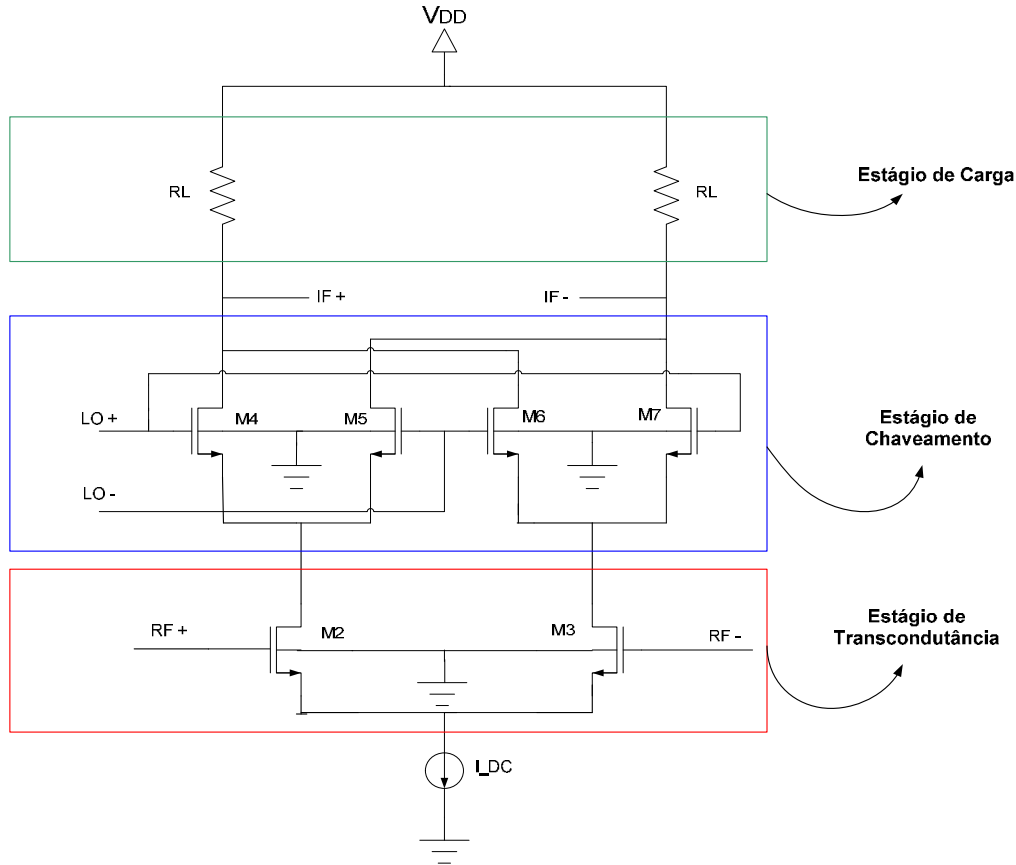 VDD
RL
RL
Estágio de Carga
IF +
IF -
LO +
M4
M5
M6
M7
Estágio de
Chaveamento
LO -
RF +
M2
M3
RF -
Estágio de
Transcondutância
I_DC